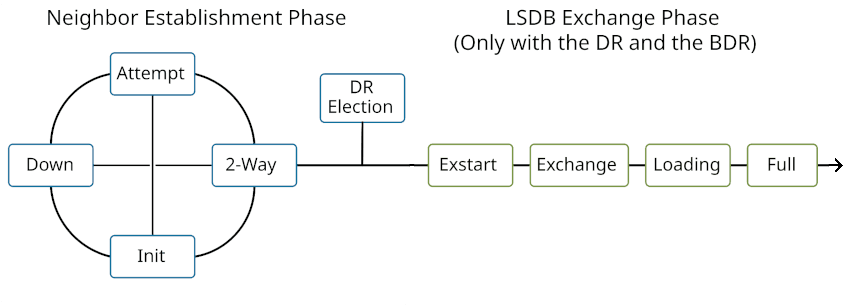 Neighbor Establishment Phase
LSDB Exchange Phase
(Only with the DR and the BDR)
Attempt
DR
Election
Down
2-Way
Exstart
Exchange
Loading
Full
Init